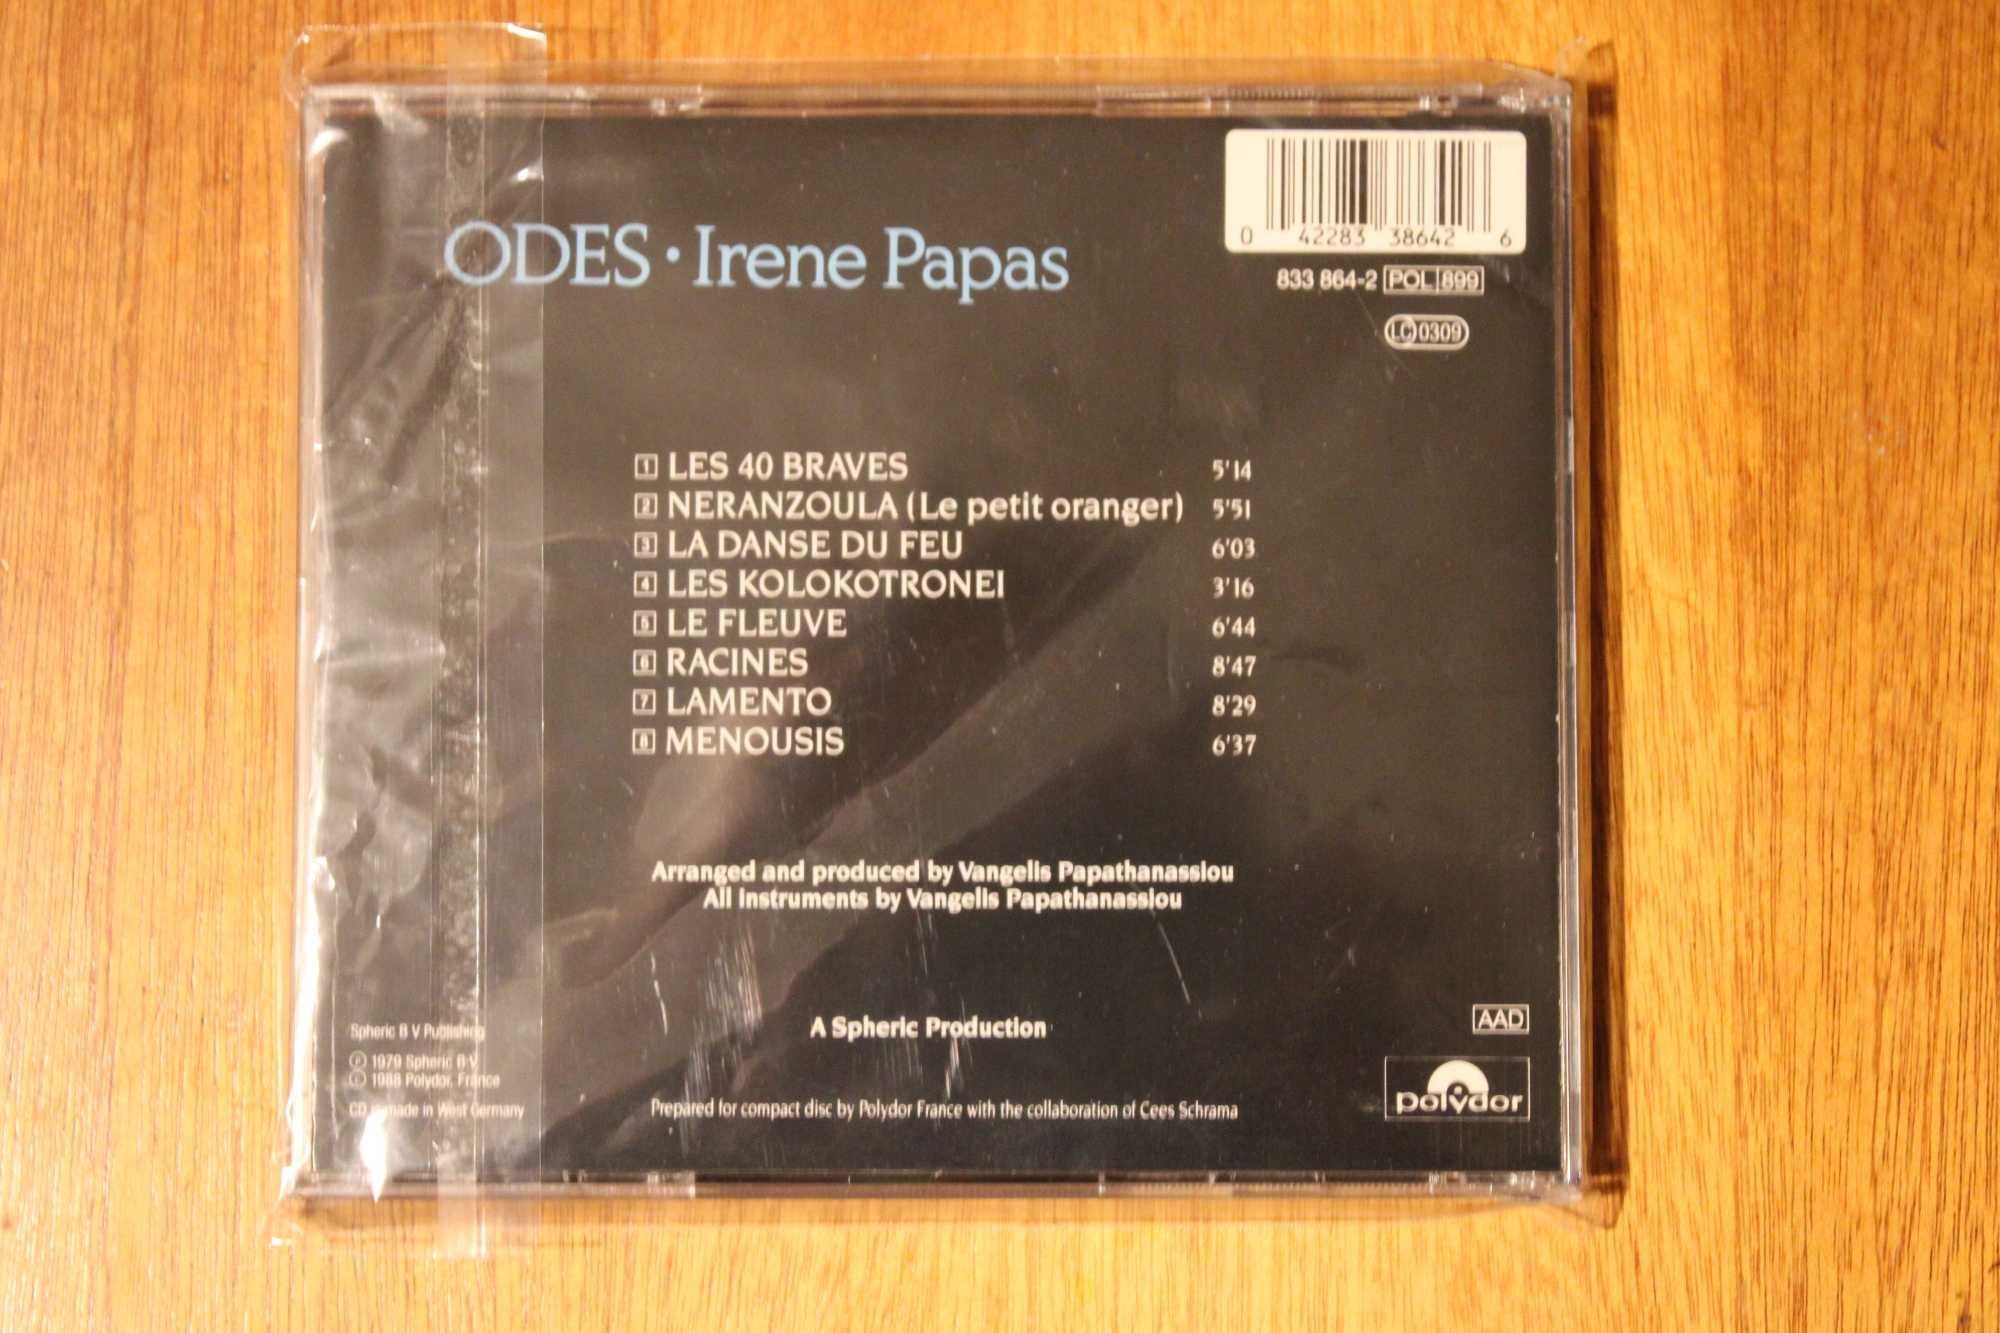 0 42283 38642 6
ODES • Irene Papas
833 864-2 POL 899
LC 0309
1 LES 40 BRAVES 5'14
2 NERANZOULA (Le petit oranger) 5'51
3 LA DANSE DU FEU 6'03
4 LES KOLOKOTRONEI 3'16
5 LE FLEUVE 6'44
6 RACINES 8'47
7 LAMENTO 8'29
8 MENOUSIS 6'37
Arranged and produced by Vangelis Papathanassiou
All instruments by Vangelis Papathanassiou
A Spheric Production
AAD
Spheric B V Publishing
℗ 1979 Spheric B.V.
© 1988 Polydor, France
CD is made in West Germany
Prepared for compact disc by Polydor France with the collaboration of Cees Schrama
polydor